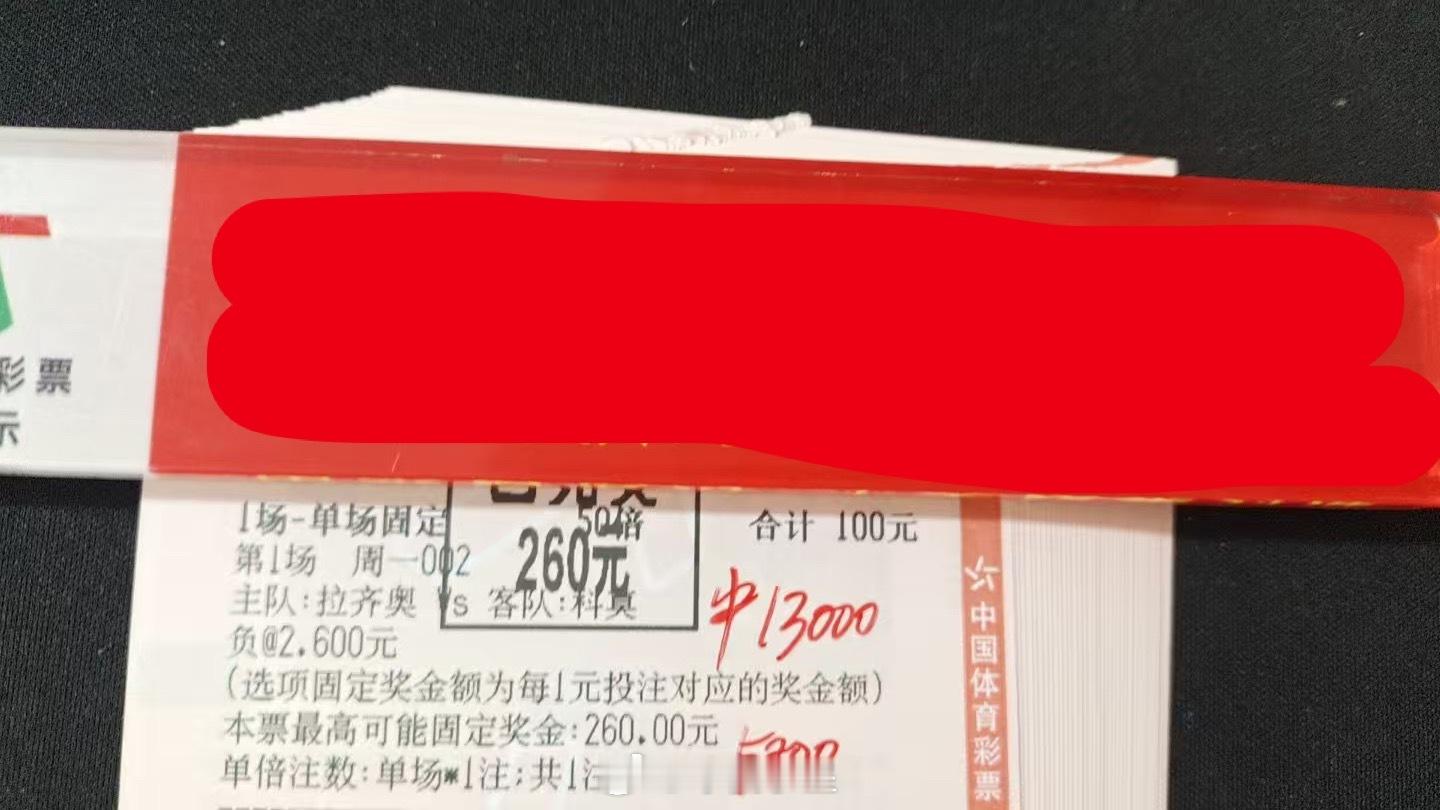 彩票
示
1场-单场固定 50倍 合计 100元
260元
第1场 周一002
主队:拉齐奥 Vs 客队:科莫
中13000
负@2.600元
(选项固定奖金额为每1元投注对应的奖金额)
本票最高可能固定奖金:260.00元
单倍注数:单场*1注;共1注
中国体育彩票